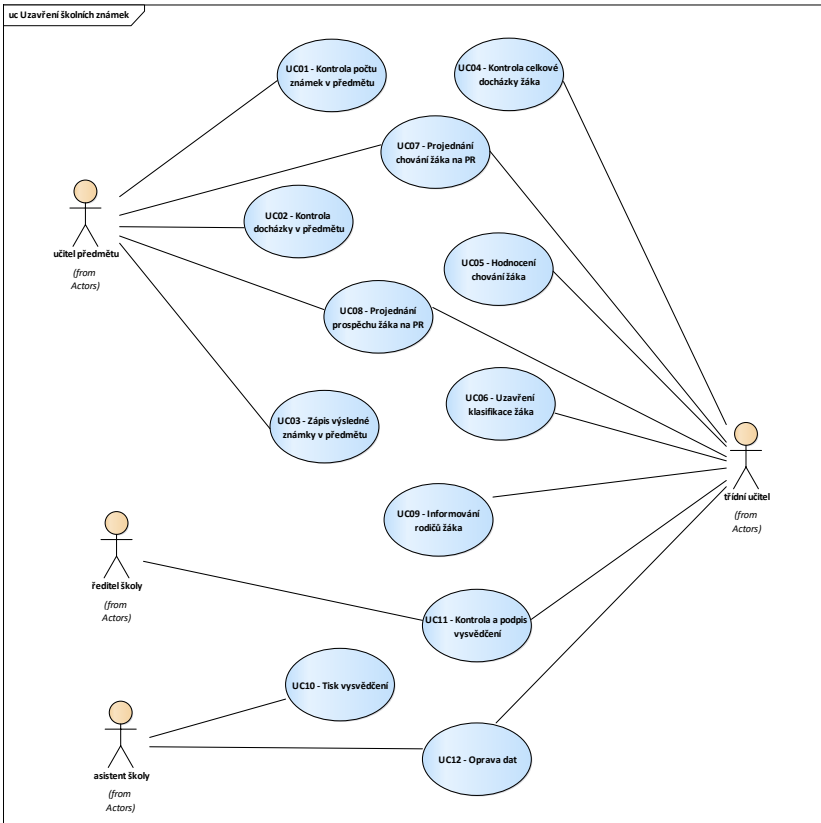 uc Uzavření školních známek
UC01 - Kontrola počtu
známek v předmětu
UC04 - Kontrola celkové
docházky žáka
UC07 - Projednání
chování žáka na PR
učitel předmětu
(from
Actors)
UC02 - Kontrola
docházky v předmětu
UC05 - Hodnocení
chování žáka
UC08 - Projednání
prospěchu žáka na PR
UC06 - Uzavření
klasifikace žáka
UC03 - Zápis výsledné
známky v předmětu
třídní učitel
(from
Actors)
UC09 - Informování
rodičů žáka
ředitel školy
(from
Actors)
UC11 - Kontrola a podpis
vysvědčení
UC10 - Tisk vysvědčení
UC12 - Oprava dat
asistent školy
(from
Actors)